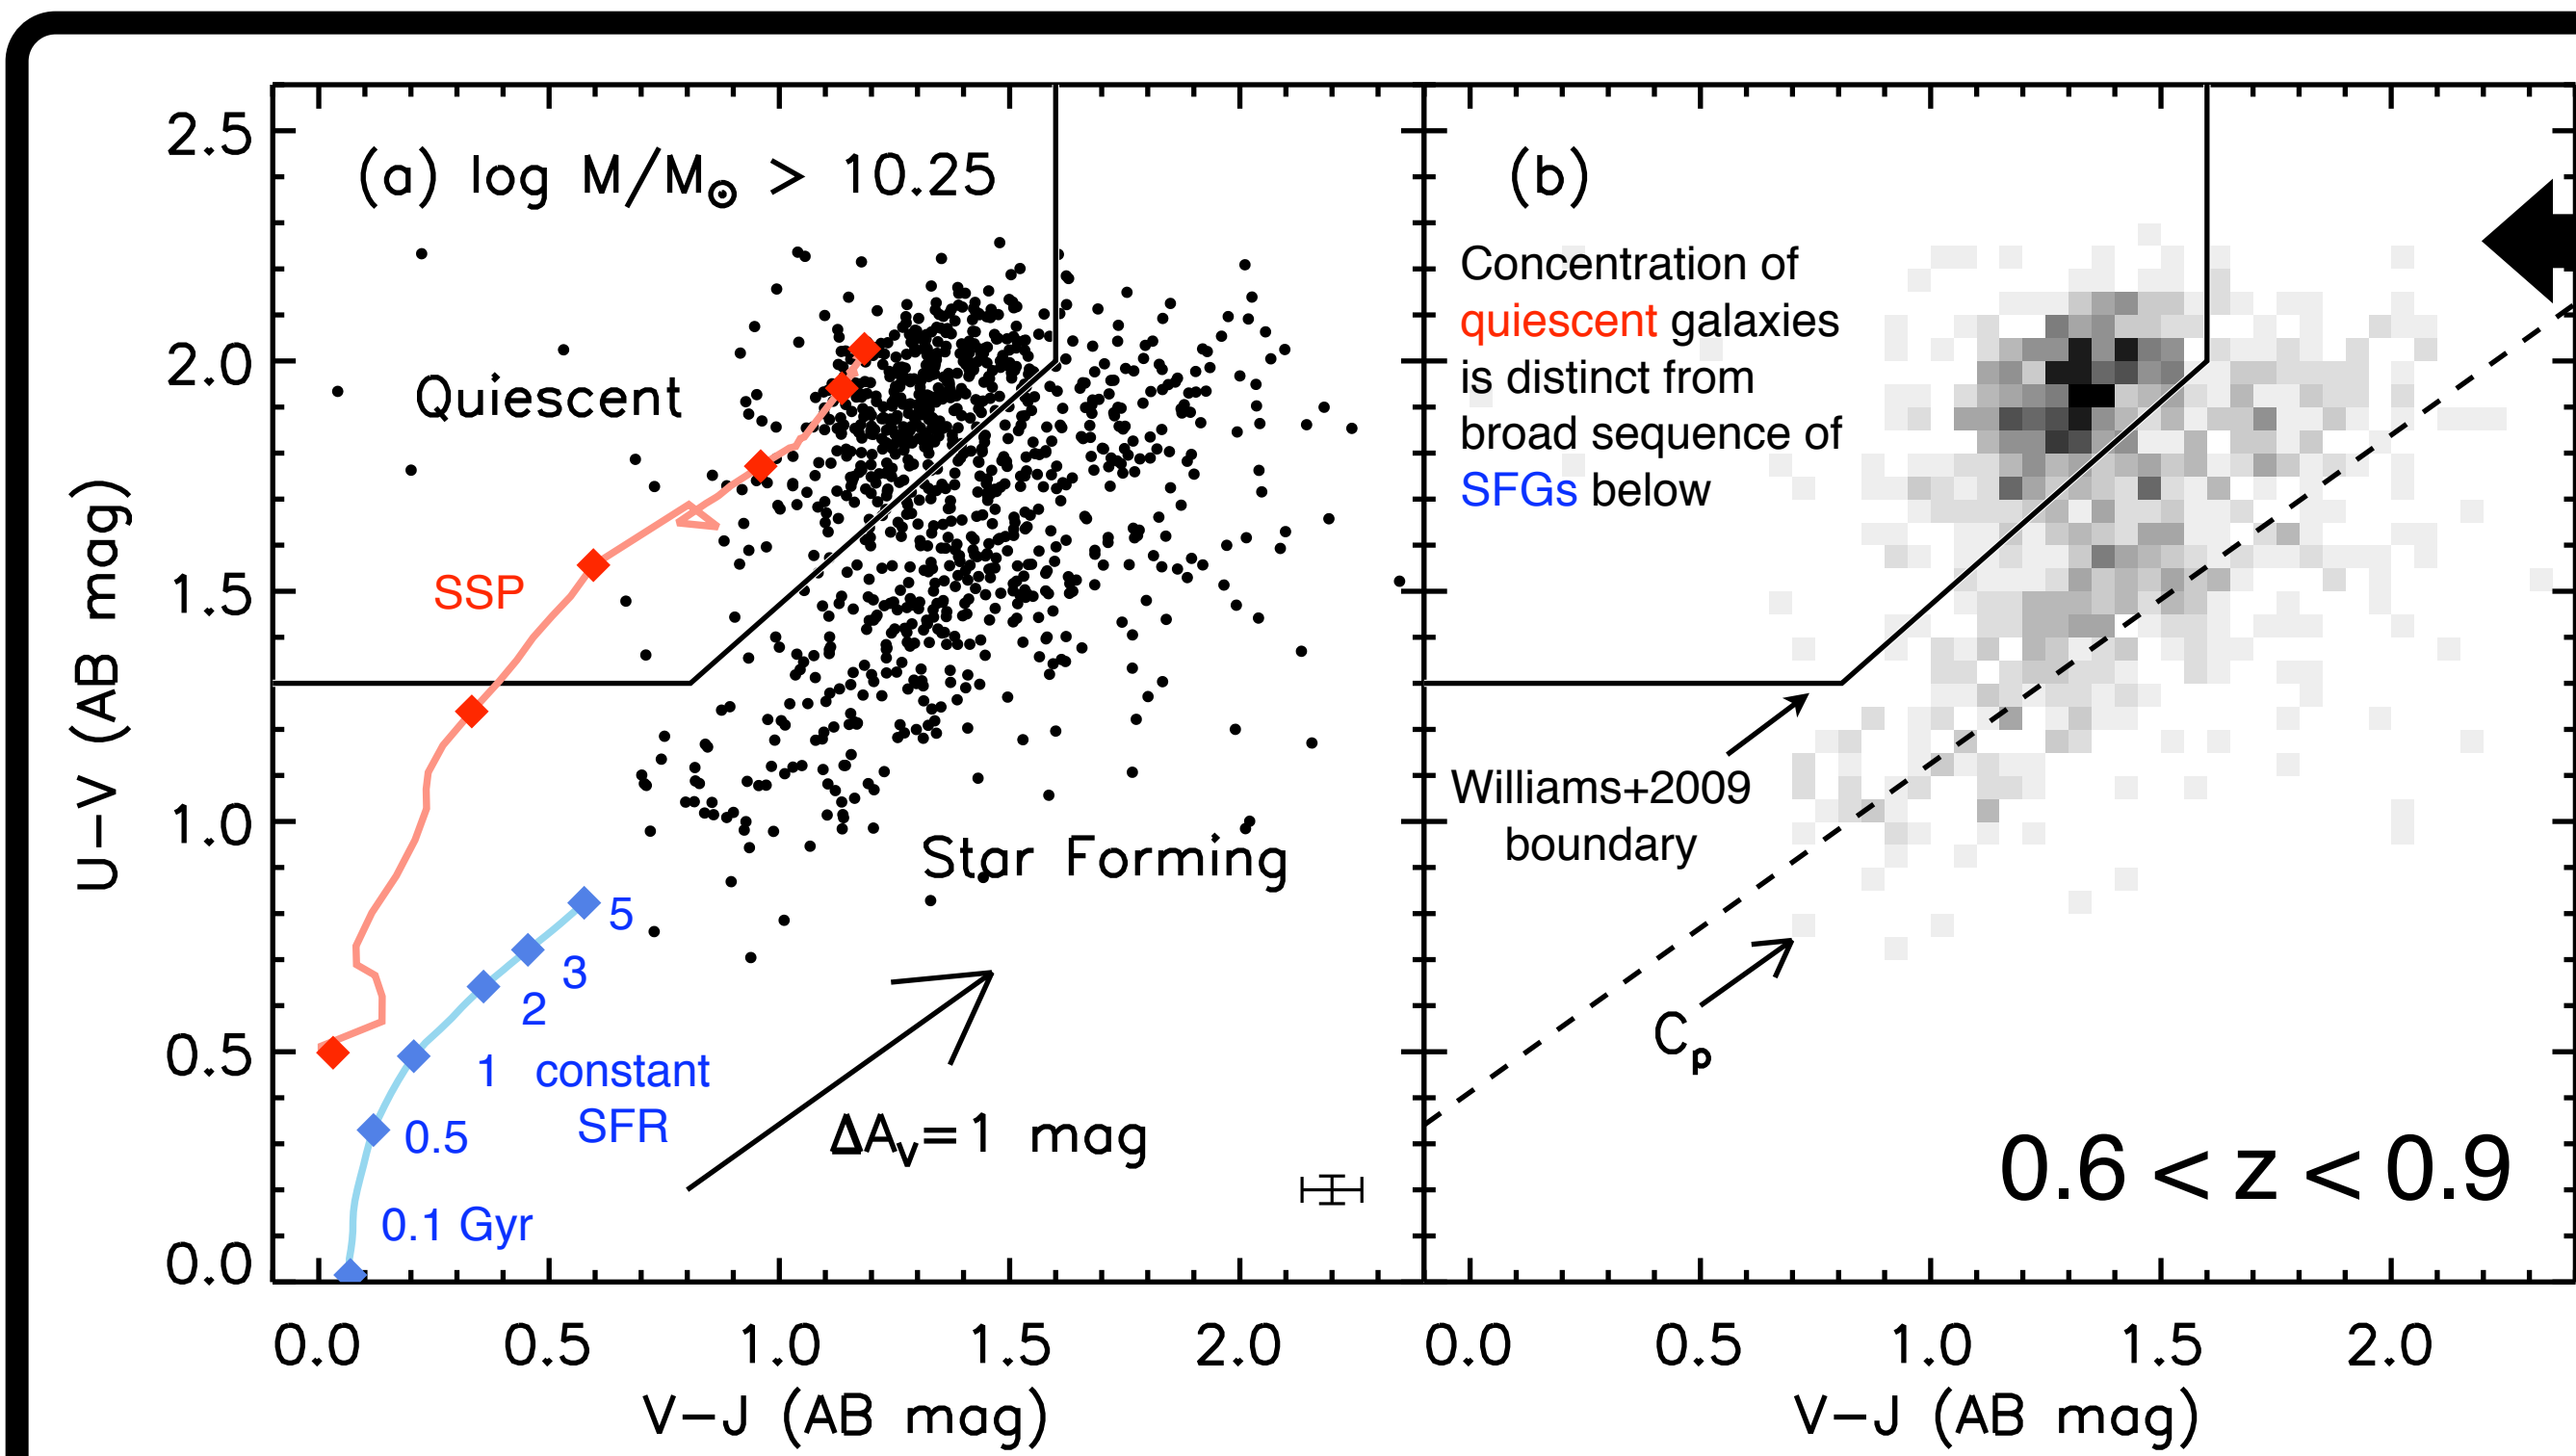 (a) log M/M⊙ > 10.25
Quiescent
SSP
Star Forming
5
3
2
1 constant
SFR
0.5
0.1 Gyr
ΔAv=1 mag
2.5
2.0
1.5
1.0
0.5
0.0
U-V (AB mag)
0.0 0.5 1.0 1.5 2.0
V-J (AB mag)
(b)
Concentration of
quiescent galaxies
is distinct from
broad sequence of
SFGs below
Williams+2009
boundary
Cp
0.6 < z < 0.9
0.0 0.5 1.0 1.5 2.0
V-J (AB mag)